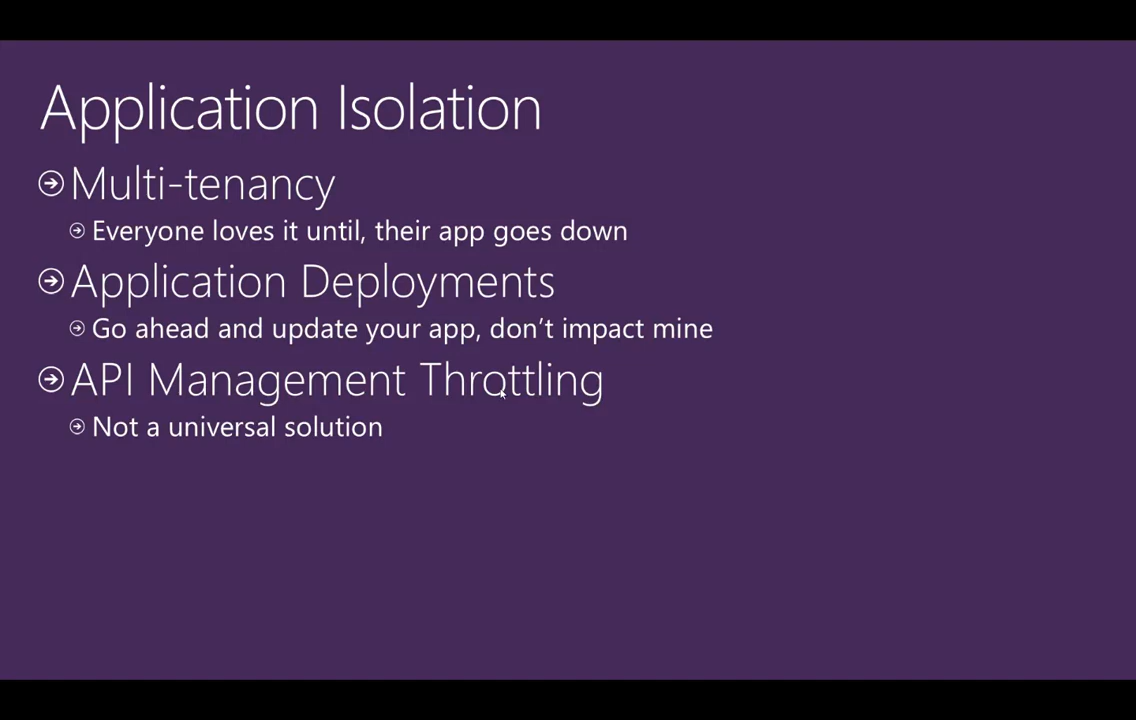 Application Isolation
Multi-tenancy
Everyone loves it until, their app goes down
Application Deployments
Go ahead and update your app, don’t impact mine
API Management Throttling
Not a universal solution